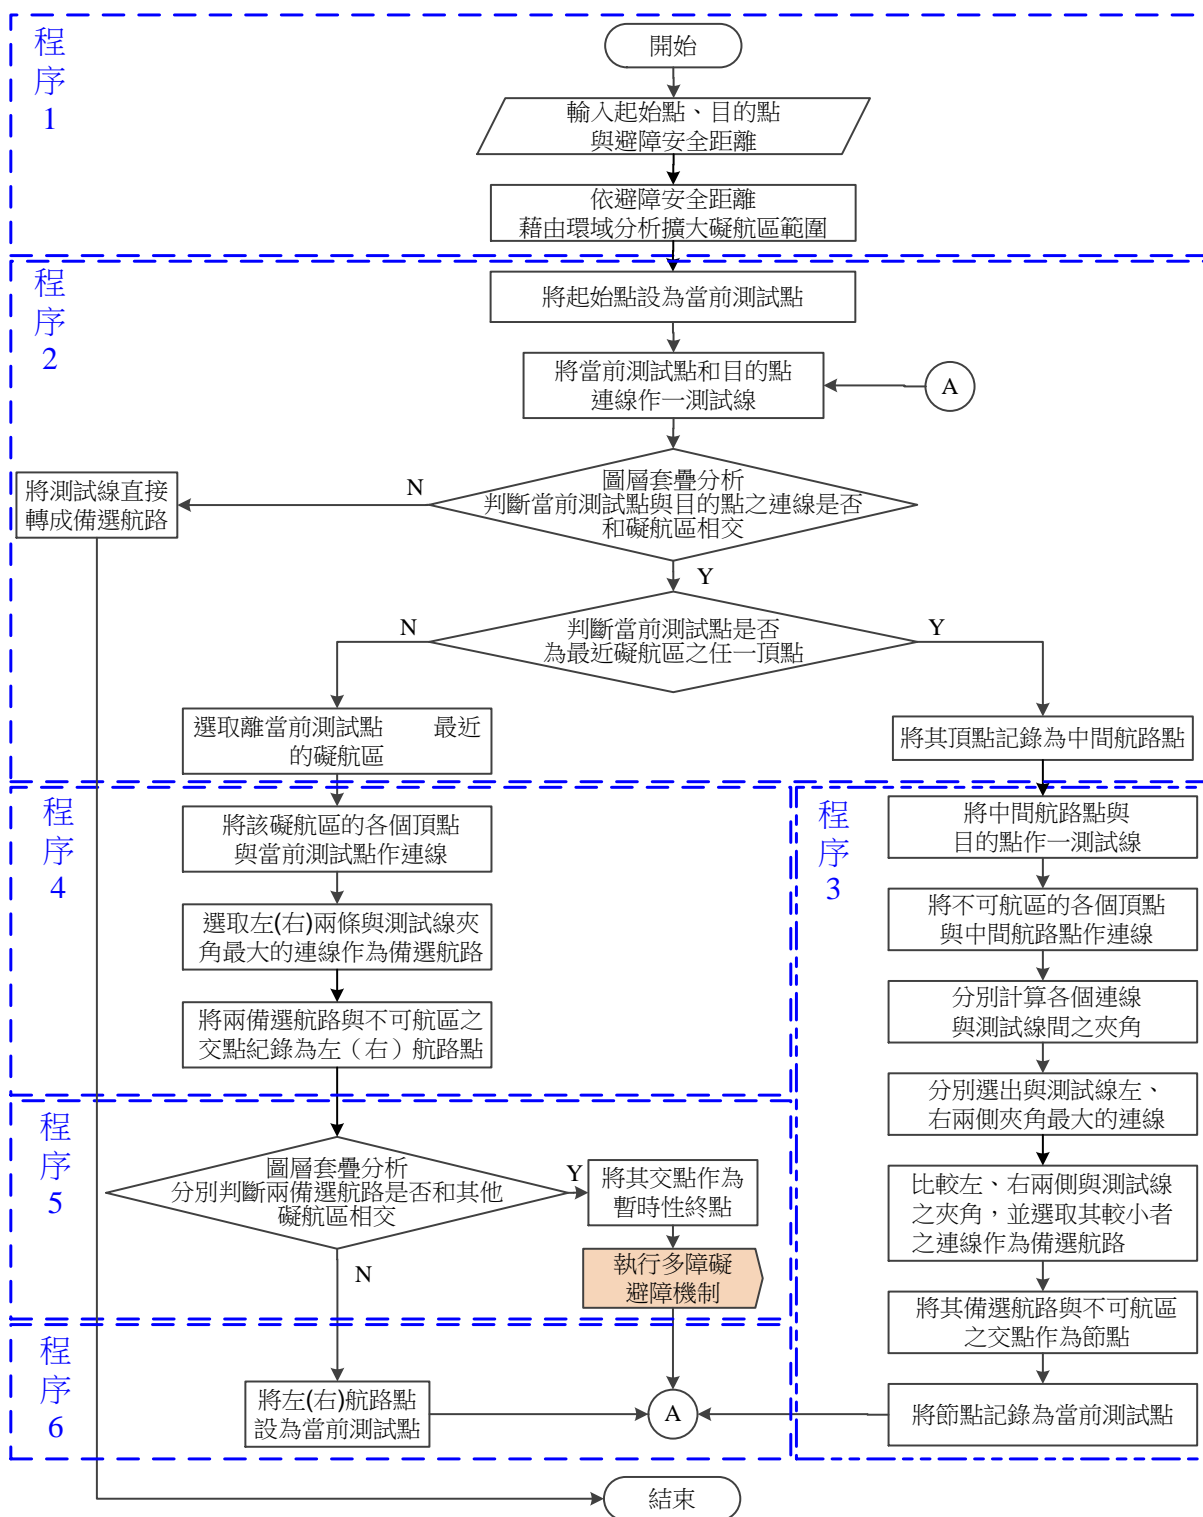 程
序
1
開始
輸入起始點、目的點
與避障安全距離
依避障安全距離
藉由環域分析擴大礙航區範圍
程
序
2
將起始點設為當前測試點
將當前測試點和目的點
連線作一測試線
A
圖層套疊分析
判斷當前測試點與目的點之連線是否
和礙航區相交
N
將測試線直接
轉成備選航路
Y
判斷當前測試點是否
為最近礙航區之任一頂點
N
Y
選取離當前測試點 最近
的礙航區
將其頂點記錄為中間航路點
程
序
4
將該礙航區的各個頂點
與當前測試點作連線
選取左(右)兩條與測試線夾
角最大的連線作為備選航路
將兩備選航路與不可航區之
交點紀錄為左（右）航路點
程
序
3
將中間航路點與
目的點作一測試線
將不可航區的各個頂點
與中間航路點作連線
分別計算各個連線
與測試線間之夾角
分別選出與測試線左、
右兩側夾角最大的連線
比較左、右兩側與測試線
之夾角，並選取其較小者
之連線作為備選航路
將其備選航路與不可航區
之交點作為節點
將節點記錄為當前測試點
程
序
5
圖層套疊分析
分別判斷兩備選航路是否和其他
礙航區相交
Y
將其交點作為
暫時性終點
執行多障礙
避障機制
N
程
序
6
將左(右)航路點
設為當前測試點
A
結束